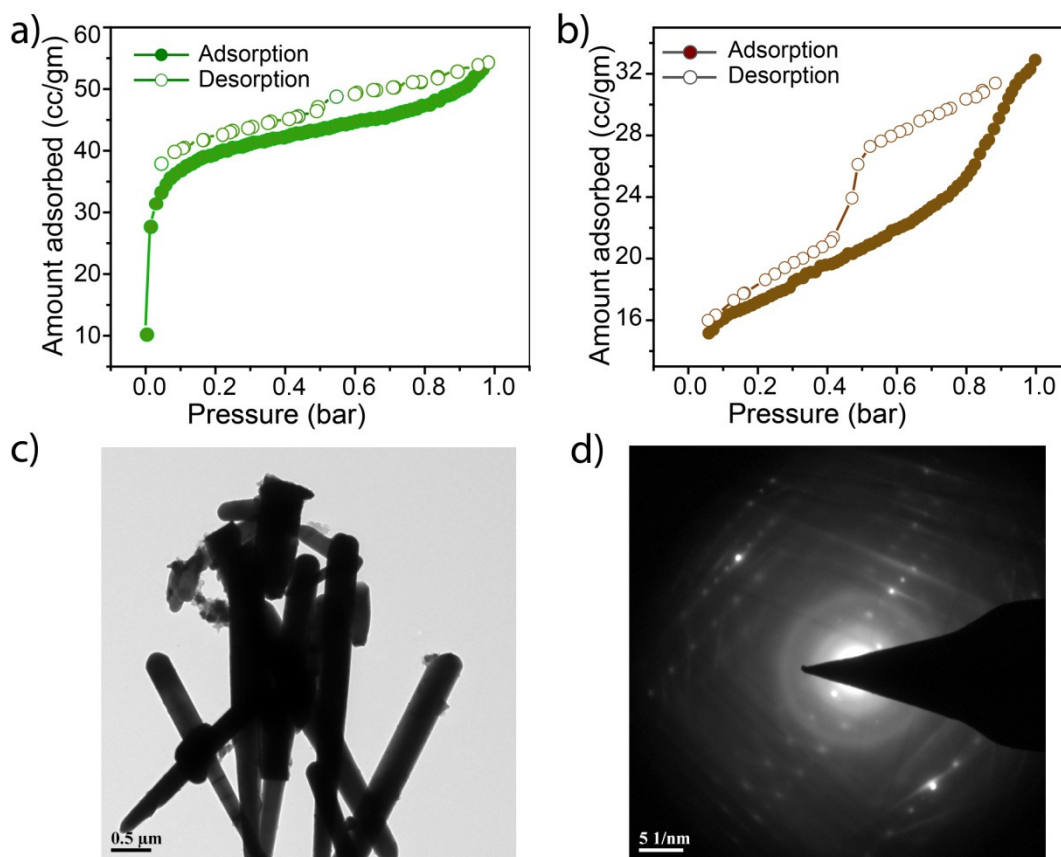 a)
Adsorption
Desorption
Amount adsorbed (cc/gm)
60
50
40
30
20
10
0.0 0.2 0.4 0.6 0.8 1.0
Pressure (bar)
b)
Adsorption
Desorption
Amount adsorbed (cc/gm)
32
28
24
20
16
0.0 0.2 0.4 0.6 0.8 1.0
Pressure (bar)
c)
0.5 µm
d)
5 1/nm